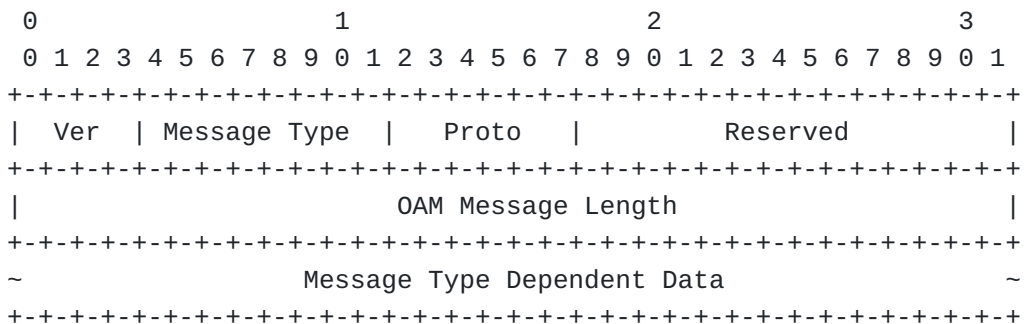 0                   1                   2                   3
 0 1 2 3 4 5 6 7 8 9 0 1 2 3 4 5 6 7 8 9 0 1 2 3 4 5 6 7 8 9 0 1
+-+-+-+-+-+-+-+-+-+-+-+-+-+-+-+-+-+-+-+-+-+-+-+-+-+-+-+-+-+-+-+-+
|  Ver  | Message Type  |   Proto   |         Reserved          |
+-+-+-+-+-+-+-+-+-+-+-+-+-+-+-+-+-+-+-+-+-+-+-+-+-+-+-+-+-+-+-+-+
|                       OAM Message Length                      |
+-+-+-+-+-+-+-+-+-+-+-+-+-+-+-+-+-+-+-+-+-+-+-+-+-+-+-+-+-+-+-+-+
~                  Message Type Dependent Data                  ~
+-+-+-+-+-+-+-+-+-+-+-+-+-+-+-+-+-+-+-+-+-+-+-+-+-+-+-+-+-+-+-+-+